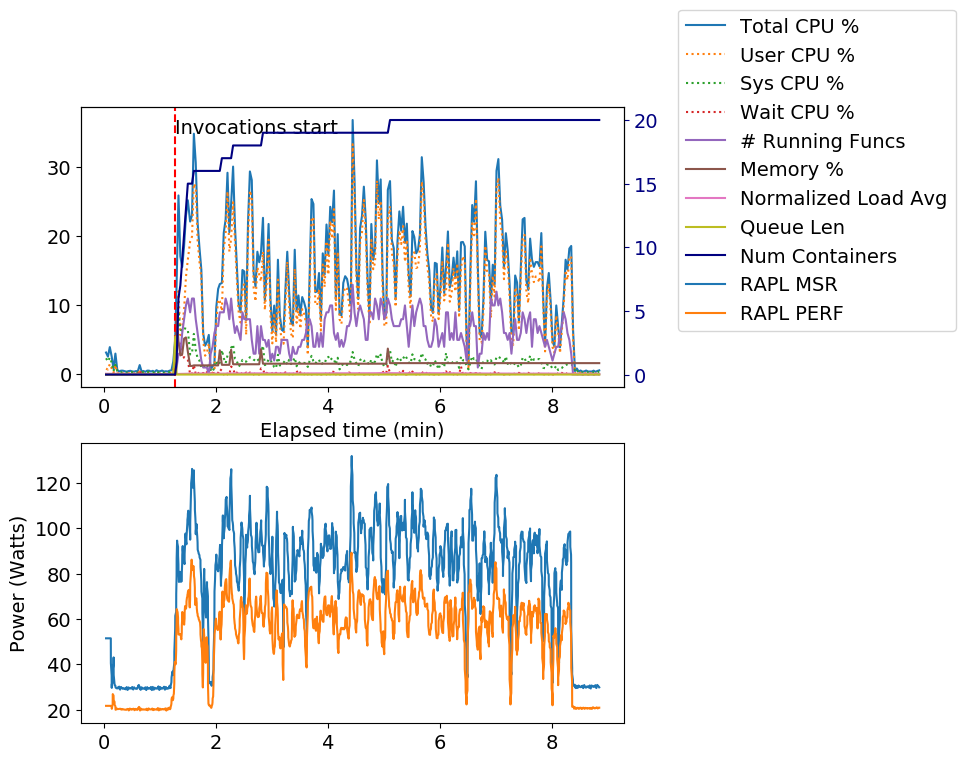 Total CPU %
User CPU %
Sys CPU %
Wait CPU %
# Running Funcs
Memory %
Normalized Load Avg
Queue Len
Num Containers
RAPL MSR
RAPL PERF
Invocations start
30
20
10
0
20
15
10
5
0
0 2 4 6 8
Elapsed time (min)
Power (Watts)
120
100
80
60
40
20
0 2 4 6 8